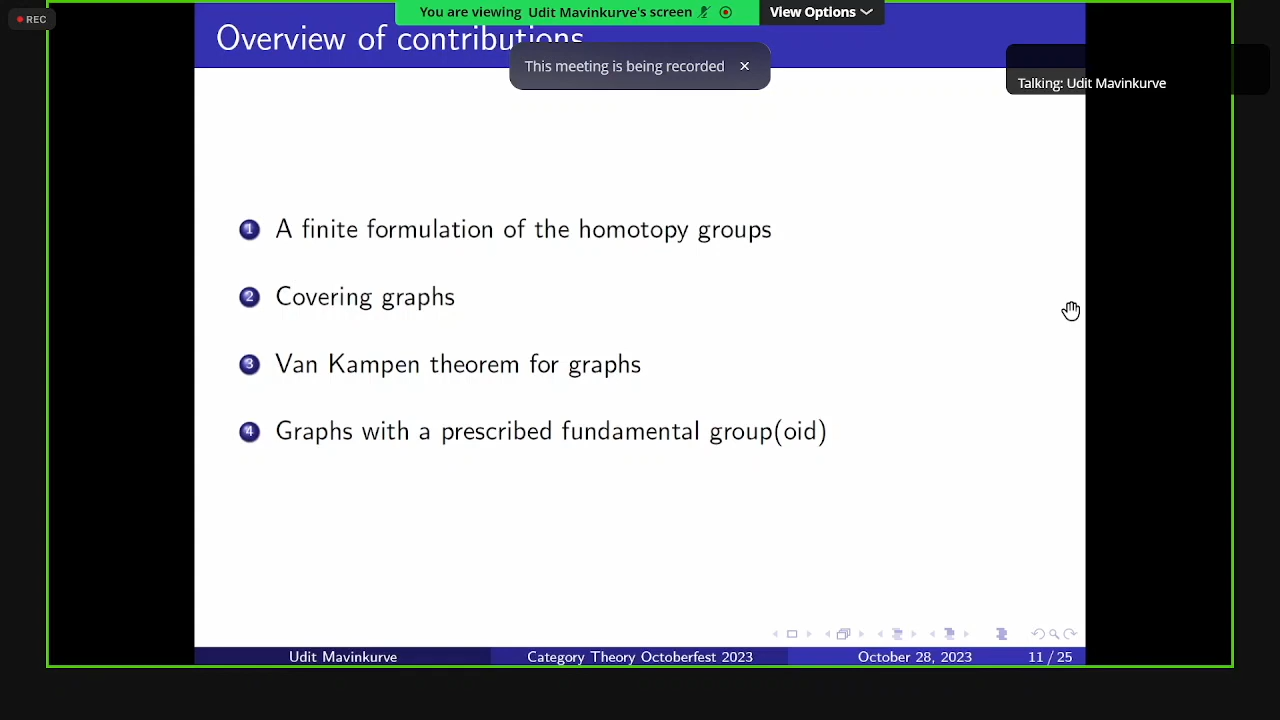 REC
You are viewing Udit Mavinkurve's screen
View Options
Overview of contributions
This meeting is being recorded
Talking: Udit Mavinkurve
1 A finite formulation of the homotopy groups
2 Covering graphs
3 Van Kampen theorem for graphs
4 Graphs with a prescribed fundamental group(oid)
Udit Mavinkurve
Category Theory Octoberfest 2023
October 28, 2023
11 / 25